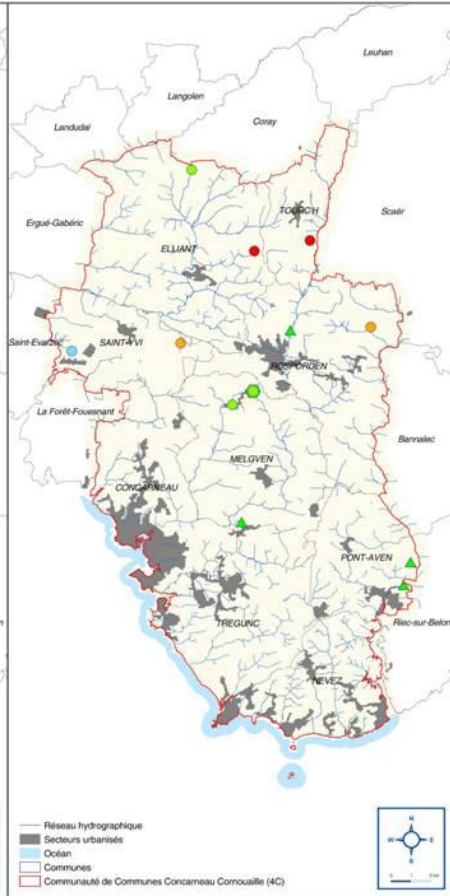 Leuhan
Langolen
Coray
Landudal
TOURC'H
Scaër
Ergué-Gabéric
ELLIANT
Saint-Evarzec
SAINT-YVI
ROSPORDEN
La Forêt-Fouesnant
Bannalec
MELGVEN
CONCARNEAU
PONT-AVEN
TREGUNC
Riec-sur-Belon
NEVEZ
Réseau hydrographique
Secteurs urbanisés
Océan
Communes
Communauté de Communes Concarneau Cornouaille (4C)
N
W E
S